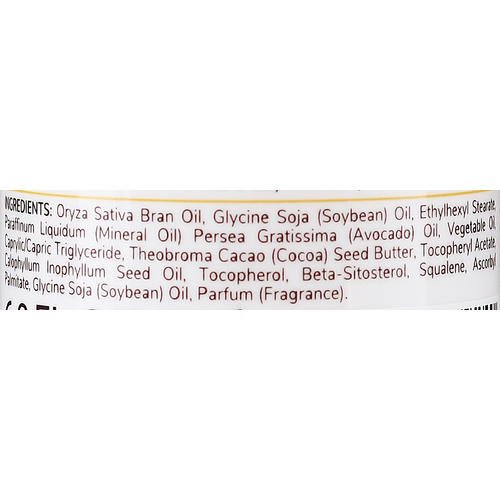 INGREDIENTS: Oryza Sativa Bran Oil, Glycine Soja (Soybean) Oil, Ethylhexyl Stearate,
Paraffinum Liquidum (Mineral Oil) Persea Gratissima (Avocado) Oil, Vegetable Oil,
Caprylic/Capric Triglyceride, Theobroma Cacao (Cocoa) Seed Butter, Tocopheryl Acetate,
Calophyllum Inophyllum Seed Oil, Tocopherol, Beta-Sitosterol, Squalene, Ascorbyl
Palmitate, Glycine Soja (Soybean) Oil, Parfum (Fragrance).